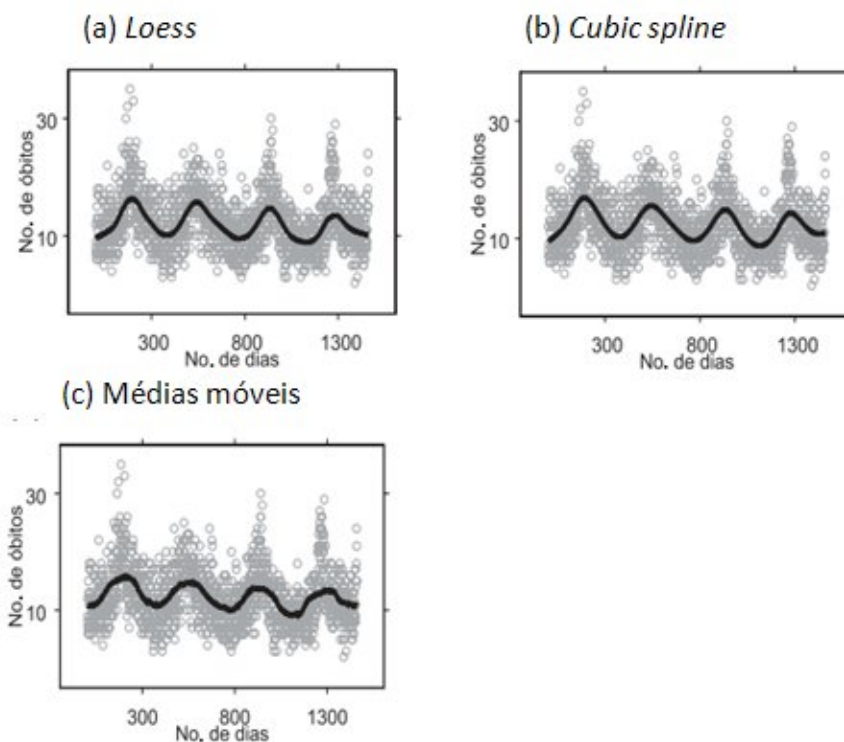 (a) Loess
No. de óbitos
30
10
300 800 1300
No. de dias
(b) Cubic spline
No. de óbitos
30
10
300 800 1300
No. de dias
(c) Médias móveis
No. de óbitos
30
10
300 800 1300
No. de dias